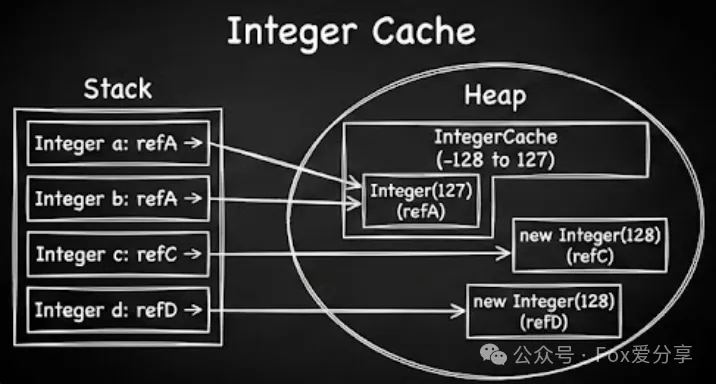 Integer Cache
Stack
Integer a: refA →
Integer b: refA →
Integer c: refC →
Integer d: refD →
Heap
IntegerCache
(-128 to 127)
Integer(127)
(refA)
new Integer(128)
(refC)
new Integer(128)
(refD)
公众号 · Fox爱分享